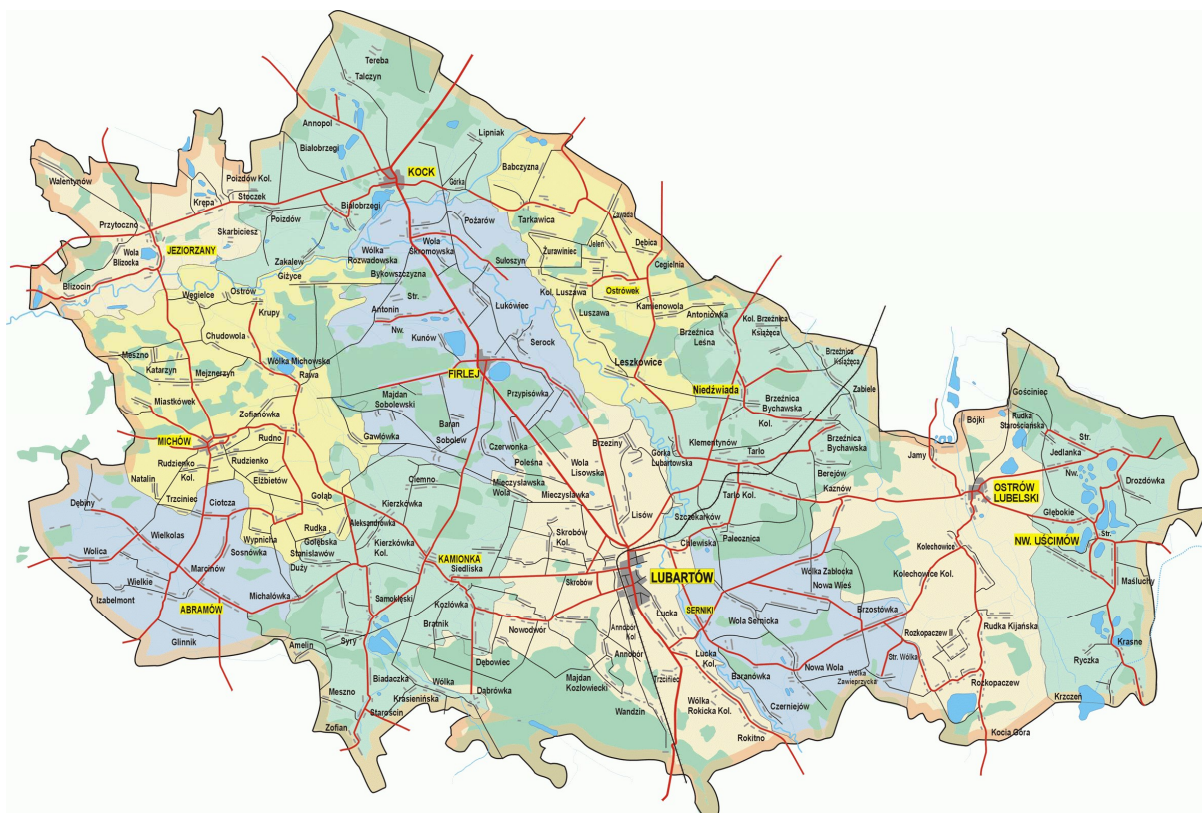 Tereba
Talczyn
Annopol
Białobrzegi
Lipniak
KOCK
Górka
Babczyzna
Walentynów
Poizdów Kol.
Krępa
Stoczek
Przytoczno
Białobrzegi
Poizdów
Skarbiciesz
Pożarów
Tarkawica
Zawada
JEZIORZANY
Wola
Blizocka
Wola
Skromowska
Żurawiniec
Jeleń
Dębica
Zakalew
Wólka
Rozwadowska
Sułoszyn
Cegielnia
Blizocin
Giżyce
Bykowszczyzna
Kol. Luszawa
Ostrówek
Węgielce
Ostrów
Str.
Łukówiec
Kamienowola
Krupy
Antonin
Luszawa
Antoniówka
Kol. Brzeźnica
Książęca
Chudowola
Nw.
Kunów
Serock
Brzeźnica
Leśna
Meszno
Katarzyn
Mejznerzyn
Wólka Michowska
Rawa
Leszkowice
Brzeźnica
Książęca
FIRLEJ
Niedźwiada
Zabiele
Gościniec
Miastkówek
Majdan
Sobolewski
Przypisówka
Brzeźnica
Bychawska
Kol.
Zofianówka
Rudka
Starościańska
Bójki
MICHÓW
Rudno
Gawłówka
Baran
Sobolew
Czerwonka
Poleśna
Brzeziny
Klementynów
Brzeźnica
Bychawska
Str.
Jedlanka
Rudzienko
Kol.
Rudzienko
Wola
Lisowska
Górka
Lubartowska
Tarło
Jamy
Nw.
Natalin
Elżbietów
Ciemno
Mieczysławska
Wola
Berejów
Kaznów
OSTRÓW
LUBELSKI
Drozdówka
Dębiny
Trzciniec
Ciotcza
Gołąb
Kierzkówka
Mieczysławka
Tarło Kol.
Głębokie
Lisów
Szczekarków
Wielkolas
Wypnicha
Rudka
Gołębska
Aleksandrówka
Skrobów
Kol.
Str.
Wolica
Sosnówka
Stanisławów
Duży
Kierzkówka
Kol.
KAMIONKA
Siedliska
Chlewiska
Palecznica
NW. UŚCIMÓW
Kolechowice
Marcinów
Wielkie
Skrobów
LUBARTÓW
Wólka Zabłocka
Nowa Wieś
Kolechowice Kol.
Maśluchy
Izabelmont
Michałówka
Samoklęski
Kozłówka
ABRAMÓW
SERNIKI
Brzostówka
Łucka
Wola Sernicka
Rudka Kijańska
Glinnik
Bratnik
Nowodwór
Annobór
Kol
Rozkopaczew II
Amelin
Syry
Annobór
Łucka
Kol.
Krasne
Dębowiec
Str. Wólka
Ryczka
Meszno
Biadaczka
Wólka
Krasienińska
Dąbrówka
Majdan
Kozłowiecki
Trzciniec
Baranówka
Nowa Wola
Wólka
Zawieprzycka
Rozkopaczew
Krzczeń
Starościn
Wandzin
Wólka
Rokicka Kol.
Czerniejów
Zofian
Rokitno
Kocia Góra